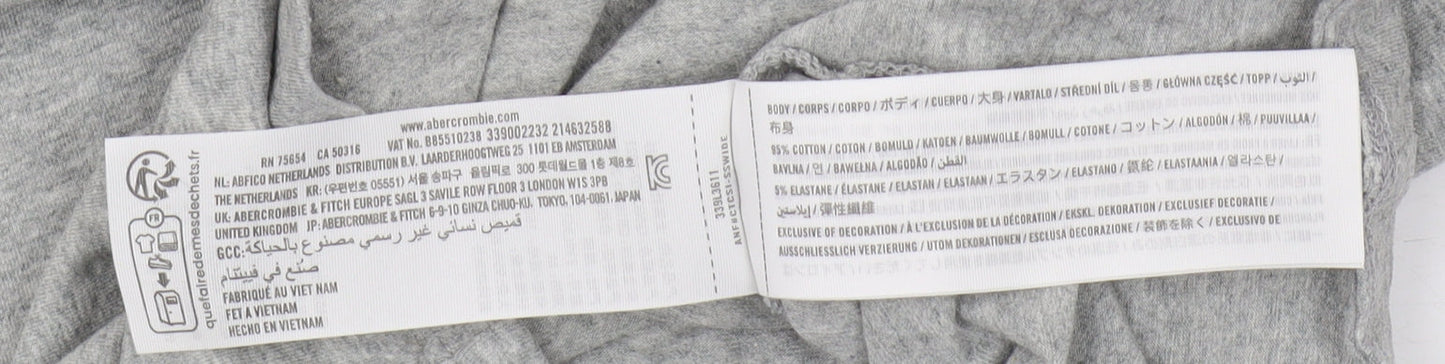 www.abercrombie.com
RN 75654 CA 50316 VAT No. B85510238 339002232 214632588
NL: ABFICO NETHERLANDS DISTRIBUTION B.V. LAARDERHOOGTWEG 25 1101 EB AMSTERDAM
THE NETHERLANDS KR: (우편번호 05551) 서울 송파구 올림픽로 300 롯데월드몰 1층 제8호
UK: ABERCROMBIE & FITCH EUROPE SAGL 3 SAVILE ROW FLOOR 3 LONDON W1S 3PB
UNITED KINGDOM JP: ABERCROMBIE & FITCH 6-9-10 GINZA CHUO-KU. TOKYO, 104-0061. JAPAN
GCC: قميص نسائي غير رسمي مصنوع بالحياكة
صنع في فييتنام
FABRIQUÉ AU VIET NAM
FET A VIETNAM
HECHO EN VIETNAM
FR
quefairedemesdechets.fr
339L3611
ANF#CTCSI-SSWIDE
BODY / CORPS / CORPO / ボディ / CUERPO / 大身 / VARTALO / STŘEDNÍ DÍL / 몸통 / GŁÓWNA CZĘŚĆ / TOPP / الثوب /
布身
95% COTTON / COTON / BOMULD / KATOEN / BAUMWOLLE / BOMULL / COTONE / コットン / ALGODÓN / 棉 / PUUVILLAA /
BAVLNA / 면 / BAWEŁNA / ALGODÃO / القطن
5% ELASTANE / ÉLASTANE / ELASTAN / ELASTAAN / エラスタン / ELASTANO / 氨纶 / ELASTAANIA / 엘라스탄 /
إيلاستين / 彈性纖維
EXCLUSIVE OF DECORATION / À L'EXCLUSION DE LA DÉCORATION / EKSKL. DEKORATION / EXCLUSIEF DECORATIE /
AUSSCHLIESSLICH VERZIERUNG / UTOM DEKORATIONEN / ESCLUSA DECORAZIONE / 装飾を除く / EXCLUSIVO DE